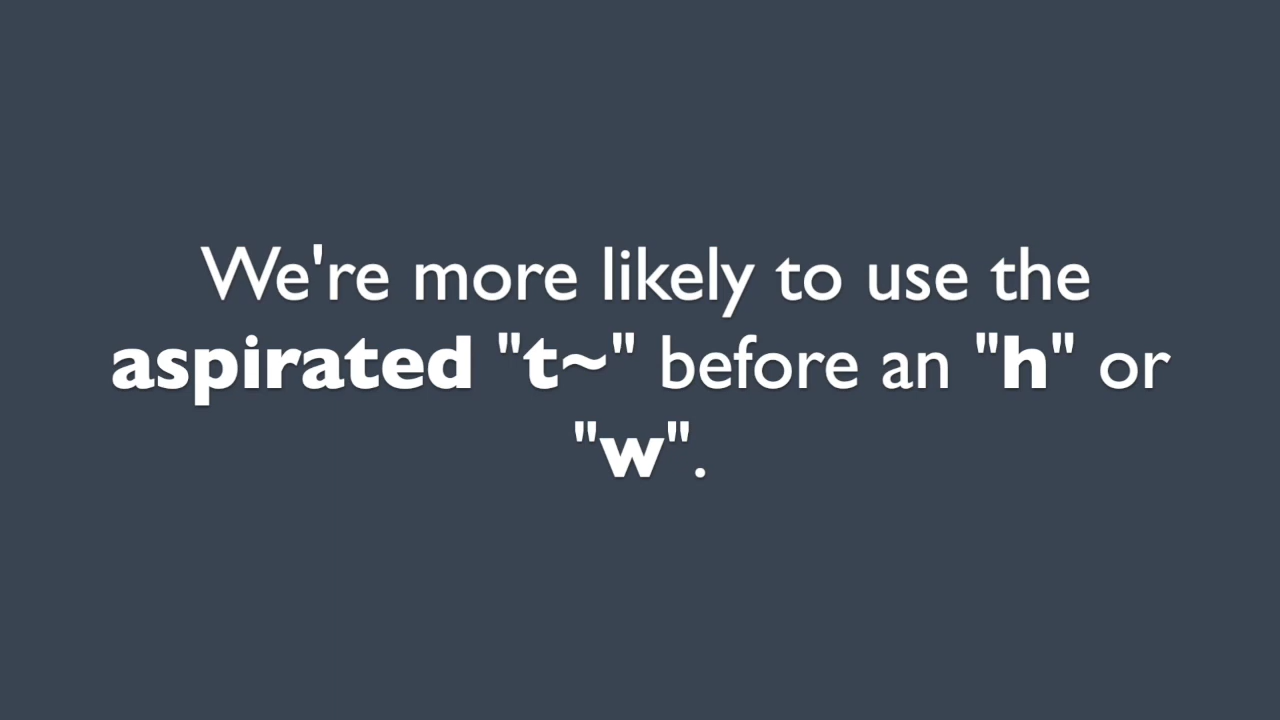 We're more likely to use the
aspirated "t~" before an "h" or
"w".